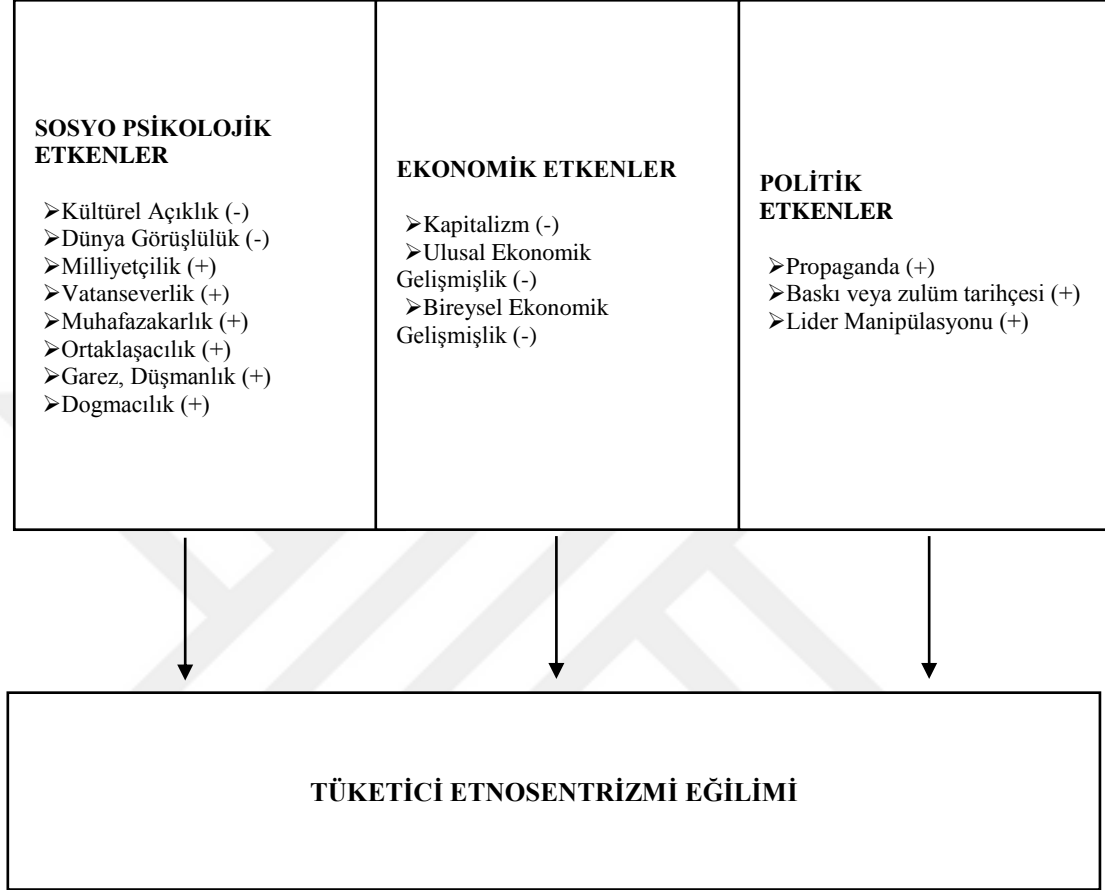 SOSYO PSİKOLOJİK
ETKENLER
➢Kültürel Açıklık (-)
➢Dünya Görüşlülük (-)
➢Milliyetçilik (+)
➢Vatanseverlik (+)
➢Muhafazakarlık (+)
➢Ortaklaşacılık (+)
➢Garez, Düşmanlık (+)
➢Dogmacılık (+)
EKONOMİK ETKENLER
➢Kapitalizm (-)
➢Ulusal Ekonomik
Gelişmişlik (-)
➢Bireysel Ekonomik
Gelişmişlik (-)
POLİTİK
ETKENLER
➢Propaganda (+)
➢Baskı veya zulüm tarihçesi (+)
➢Lider Manipülasyonu (+)
TÜKETİCİ ETNOSENTRİZMİ EĞİLİMİ